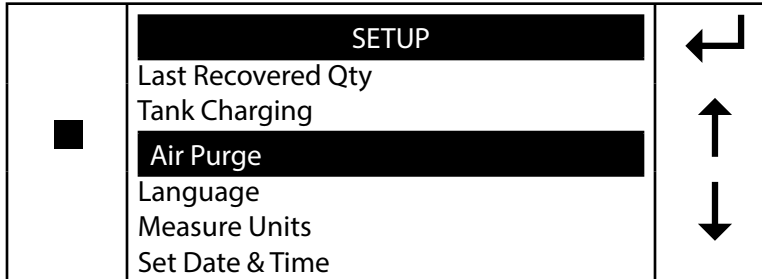 SETUP
Last Recovered Qty
Tank Charging
Air Purge
Language
Measure Units
Set Date & Time